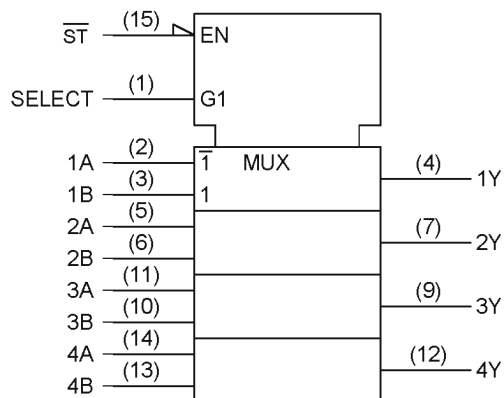 S̅T̅ (15) EN
SELECT (1) G1
1A (2) 1̅ MUX (4) 1Y
1B (3) 1
2A (5) (7) 2Y
2B (6)
3A (11) (9) 3Y
3B (10)
4A (14) (12) 4Y
4B (13)